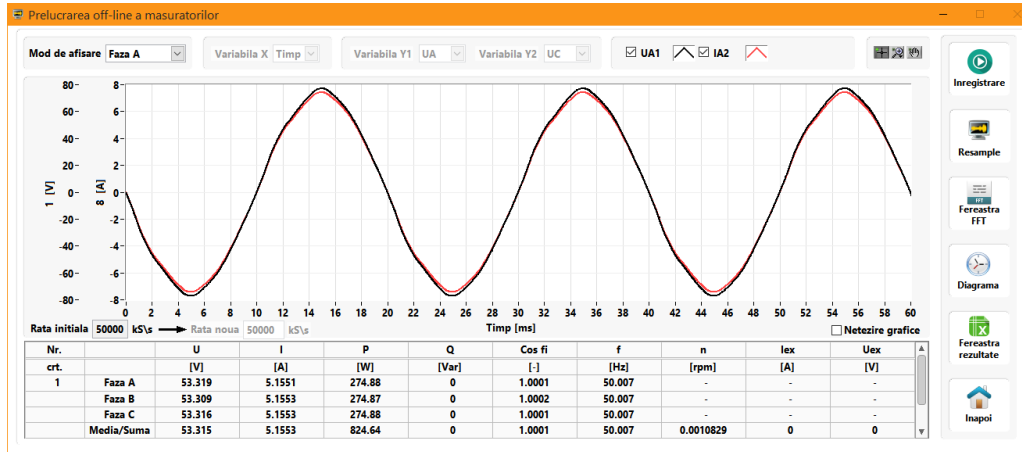 Prelucrarea off-line a masuratorilor
Mod de afisare Faza A Variabila X Timp Variabila Y1 UA Variabila Y2 UC UA1 IA2
80 8
60 6
40 4
20 2
0 0
-20 -2
-40 -4
-60 -6
-80 -8
1 [V]
8 [A]
0 2 4 6 8 10 12 14 16 18 20 22 24 26 28 30 32 34 36 38 40 42 44 46 48 50 52 54 56 58 60
Timp [ms]
Rata initiala 50000 kS\s Rata noua 50000 kS\s
Netezire grafice
Nr. U I P Q Cos fi f n Iex Uex
crt. [V] [A] [W] [Var] [-] [Hz] [rpm] [A] [V]
1 Faza A 53.319 5.1551 274.88 0 1.0001 50.007 - - -
Faza B 53.309 5.1553 274.87 0 1.0002 50.007 - - -
Faza C 53.316 5.1553 274.88 0 1.0001 50.007 - - -
Media/Suma 53.315 5.1553 824.64 0 1.0001 50.007 0.0010829 0 0
Inregistrare
Resample
FFT
Fereastra
FFT
Diagrama
Fereastra
rezultate
Inapoi